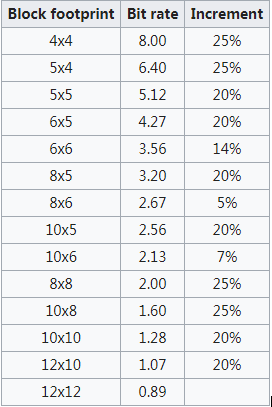 Block footprint Bit rate Increment
4x4 8.00 25%
5x4 6.40 25%
5x5 5.12 20%
6x5 4.27 20%
6x6 3.56 14%
8x5 3.20 20%
8x6 2.67 5%
10x5 2.56 20%
10x6 2.13 7%
8x8 2.00 25%
10x8 1.60 25%
10x10 1.28 20%
12x10 1.07 20%
12x12 0.89